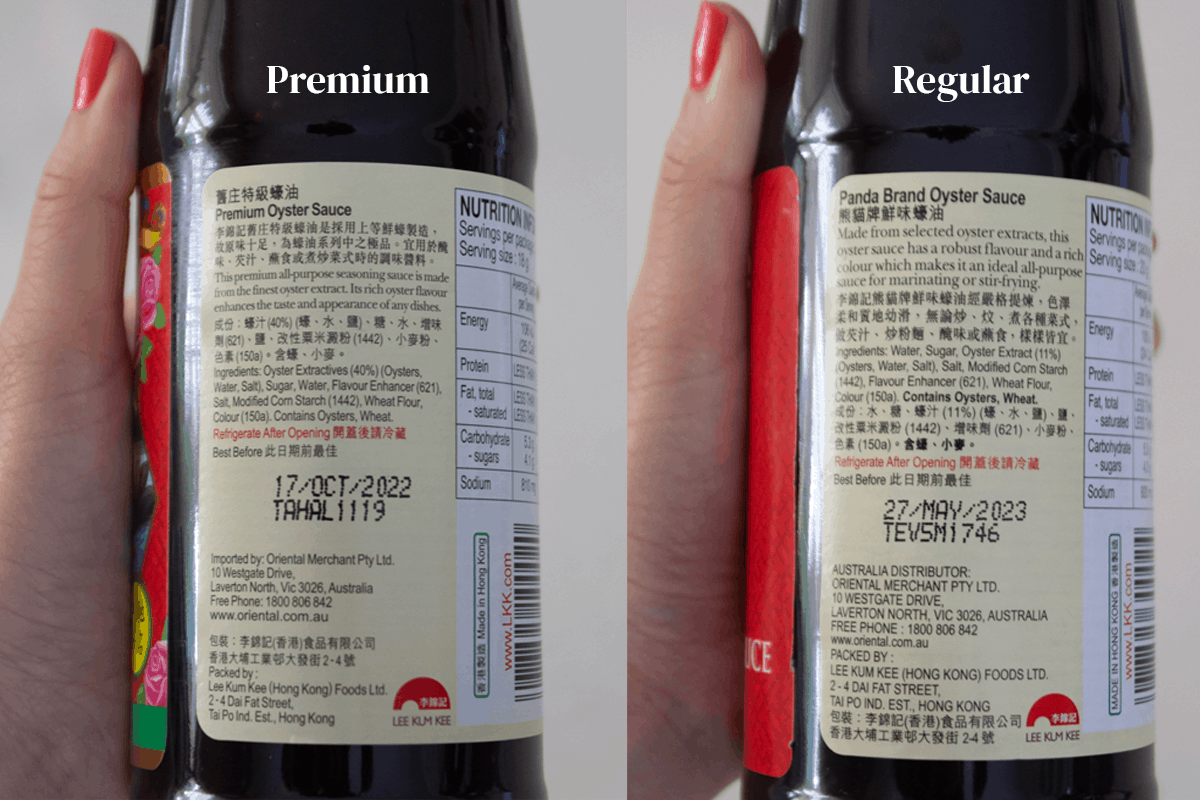 Premium
舊庄特級蠔油
Premium Oyster Sauce
李錦記舊庄特級蠔油是採用上等鮮蠔製造，
故原味十足，為蠔油系列中之極品。宜用於醃
味、炆汁、蘸食或煮炒菜式時的調味醬料。
This premium all-purpose seasoning sauce is made
from the finest oyster extract. Its rich oyster flavour
enhances the taste and appearance of any dishes.
成份：蠔汁(40%) (蠔、水、鹽)、糖、水、增味
劑(621)、鹽、改性粟米澱粉(1442)、小麥粉、
色素(150a)。含蠔、小麥。
Ingredients: Oyster Extractives (40%) (Oysters,
Water, Salt), Sugar, Water, Flavour Enhancer (621),
Salt, Modified Corn Starch (1442), Wheat Flour,
Colour (150a). Contains Oysters, Wheat.
Refrigerate After Opening 開蓋後請冷藏
Best Before 此日期前最佳
17/OCT/2022
TAHAL1119
Imported by: Oriental Merchant Pty Ltd.
10 Westgate Drive,
Laverton North, Vic 3026, Australia
Free Phone: 1800 806 842
www.oriental.com.au
包裝：李錦記(香港)食品有限公司
香港大埔工業邨大發街2-4號
Packed by:
Lee Kum Kee (Hong Kong) Foods Ltd.
2-4 Dai Fat Street,
Tai Po Ind. Est., Hong Kong
李錦記
LEE KUM KEE
NUTRITION
Servings per
Serving size : 18 g
Energy
Protein
LESS
Fat, total
LESS
- saturated
LESS
Carbohydrate
- sugars
Sodium
香港製造 Made in Hong Kong
www.LKK.com
Regular
Panda Brand Oyster Sauce
熊貓牌鮮味蠔油
Made from selected oyster extracts, this
oyster sauce has a robust flavour and a rich
colour which makes it an ideal all-purpose
sauce for marinating or stir-frying.
李錦記熊貓牌鮮味蠔油經嚴格提煉，色澤
柔和質地幼滑，無論炒、炆、煮各種菜式，
做芡汁、炒粉麵、醃味或蘸食，樣樣皆宜。
Ingredients: Water, Sugar, Oyster Extract (11%)
(Oysters, Water, Salt), Salt, Modified Corn Starch
(1442), Flavour Enhancer (621), Wheat Flour,
Colour (150a). Contains Oysters, Wheat.
成份：水、糖、蠔汁(11%) (蠔、水、鹽)、鹽、
改性粟米澱粉(1442)、增味劑(621)、小麥粉、
色素(150a)。含蠔、小麥。
Refrigerate After Opening 開蓋後請冷藏
Best Before 此日期前最佳
27/MAY/2023
TEVSM1746
AUSTRALIA DISTRIBUTOR:
ORIENTAL MERCHANT PTY LTD.
10 WESTGATE DRIVE,
LAVERTON NORTH, VIC 3026, AUSTRALIA
FREE PHONE : 1800 806 842
www.oriental.com.au
PACKED BY :
LEE KUM KEE (HONG KONG) FOODS LTD.
2 - 4 DAI FAT STREET,
TAI PO IND. EST., HONG KONG
包裝：李錦記(香港)食品有限公司
香港大埔工業邨大發街 2-4 號
李錦記
LEE KUM KEE
NUTRITION
Servings per
Serving size
Energy
Protein
LESS
Fat, total
LESS
- saturated
LESS
Carbohydrate
- sugars
Sodium
MADE IN HONG KONG 香港製造
www.LKK.com
UCE